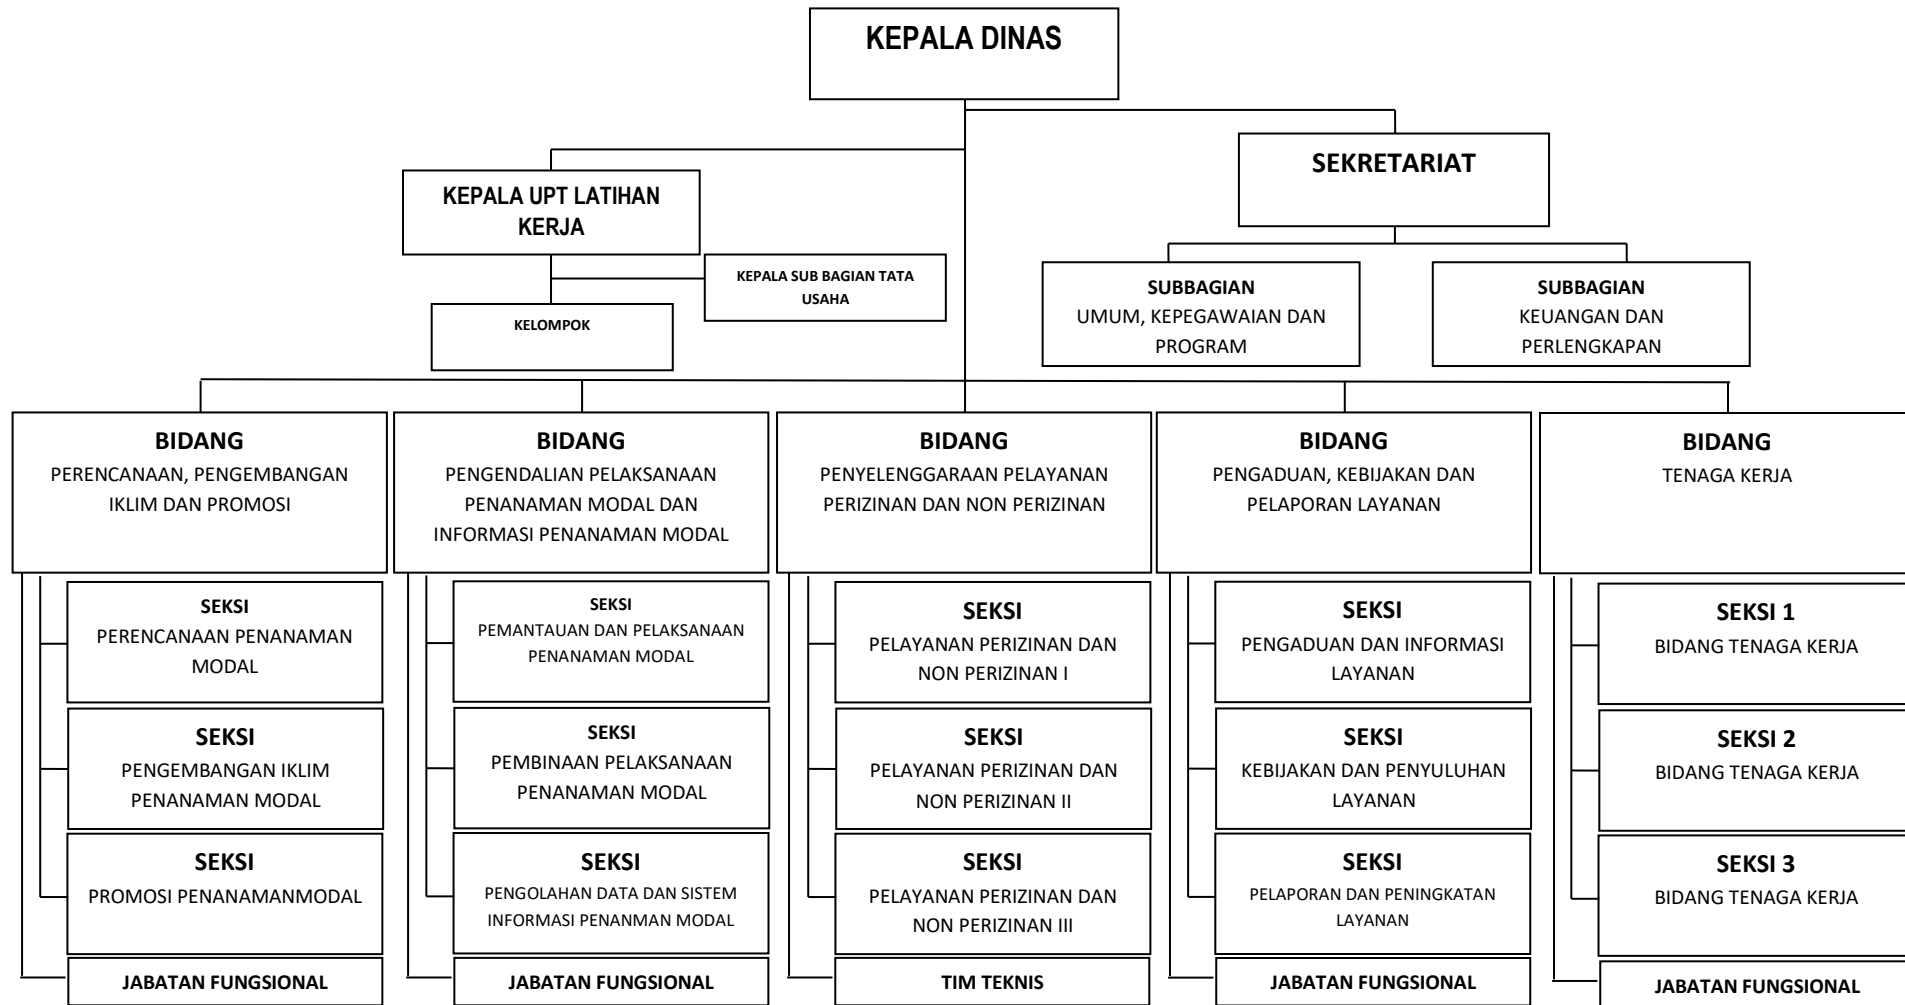 KEPALA DINAS
SEKRETARIAT
KEPALA UPT LATIHAN
KERJA
KEPALA SUB BAGIAN TATA
USAHA
KELOMPOK
SUBBAGIAN
UMUM, KEPEGAWAIAN DAN
PROGRAM
SUBBAGIAN
KEUANGAN DAN
PERLENGKAPAN
BIDANG
PERENCANAAN, PENGEMBANGAN
IKLIM DAN PROMOSI
SEKSI
PERENCANAAN PENANAMAN
MODAL
SEKSI
PENGEMBANGAN IKLIM
PENANAMAN MODAL
SEKSI
PROMOSI PENANAMANMODAL
JABATAN FUNGSIONAL
BIDANG
PENGENDALIAN PELAKSANAAN
PENANAMAN MODAL DAN
INFORMASI PENANAMAN MODAL
SEKSI
PEMANTAUAN DAN PELAKSANAAN
PENANAMAN MODAL
SEKSI
PEMBINAAN PELAKSANAAN
PENANAMAN MODAL
SEKSI
PENGOLAHAN DATA DAN SISTEM
INFORMASI PENANMAN MODAL
JABATAN FUNGSIONAL
BIDANG
PENYELENGGARAAN PELAYANAN
PERIZINAN DAN NON PERIZINAN
SEKSI
PELAYANAN PERIZINAN DAN
NON PERIZINAN I
SEKSI
PELAYANAN PERIZINAN DAN
NON PERIZINAN II
SEKSI
PELAYANAN PERIZINAN DAN
NON PERIZINAN III
TIM TEKNIS
BIDANG
PENGADUAN, KEBIJAKAN DAN
PELAPORAN LAYANAN
SEKSI
PENGADUAN DAN INFORMASI
LAYANAN
SEKSI
KEBIJAKAN DAN PENYULUHAN
LAYANAN
SEKSI
PELAPORAN DAN PENINGKATAN
LAYANAN
JABATAN FUNGSIONAL
BIDANG
TENAGA KERJA
SEKSI 1
BIDANG TENAGA KERJA
SEKSI 2
BIDANG TENAGA KERJA
SEKSI 3
BIDANG TENAGA KERJA
JABATAN FUNGSIONAL